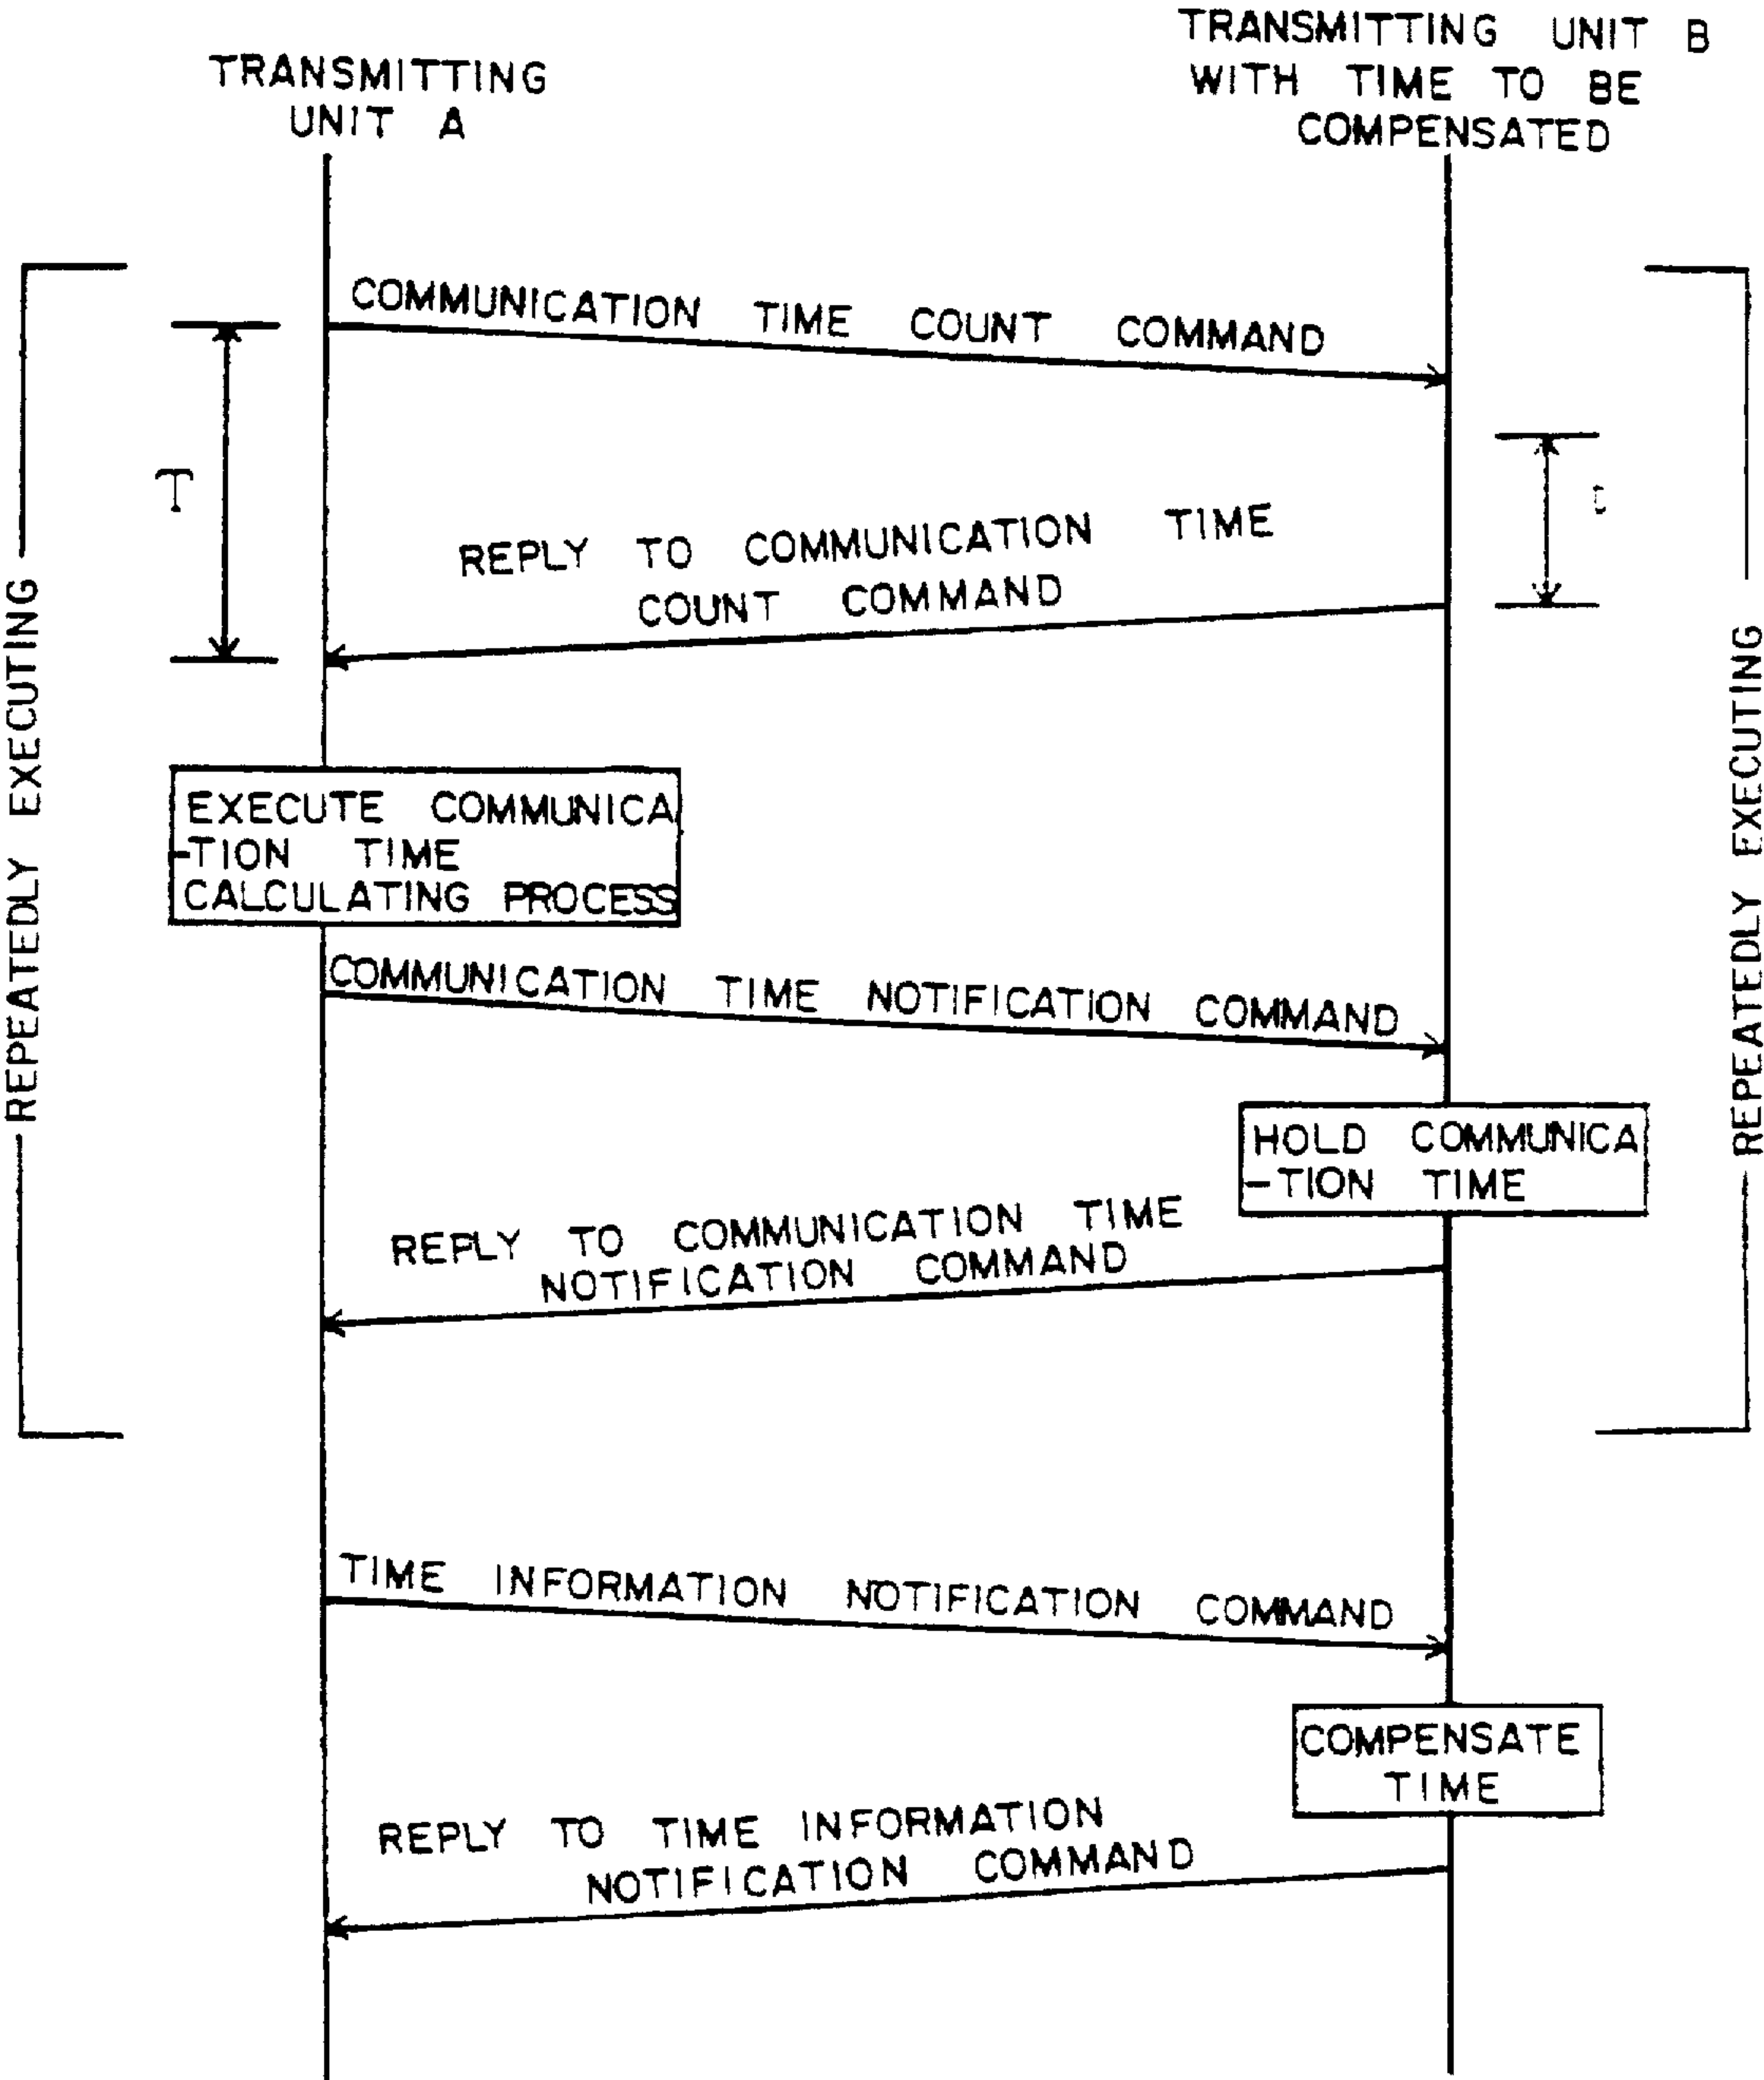 TRANSMITTING
UNIT A
TRANSMITTING UNIT B
WITH TIME TO BE
COMPENSATED
COMMUNICATION TIME COUNT COMMAND
T
REPLY TO COMMUNICATION TIME
COUNT COMMAND
REPEATEDLY EXECUTING
REPEATEDLY EXECUTING
EXECUTE COMMUNICA
-TION TIME
CALCULATING PROCESS
COMMUNICATION TIME NOTIFICATION COMMAND
HOLD COMMUNICA
-TION TIME
REPLY TO COMMUNICATION TIME
NOTIFICATION COMMAND
TIME INFORMATION NOTIFICATION COMMAND
COMPENSATE
TIME
REPLY TO TIME INFORMATION
NOTIFICATION COMMAND